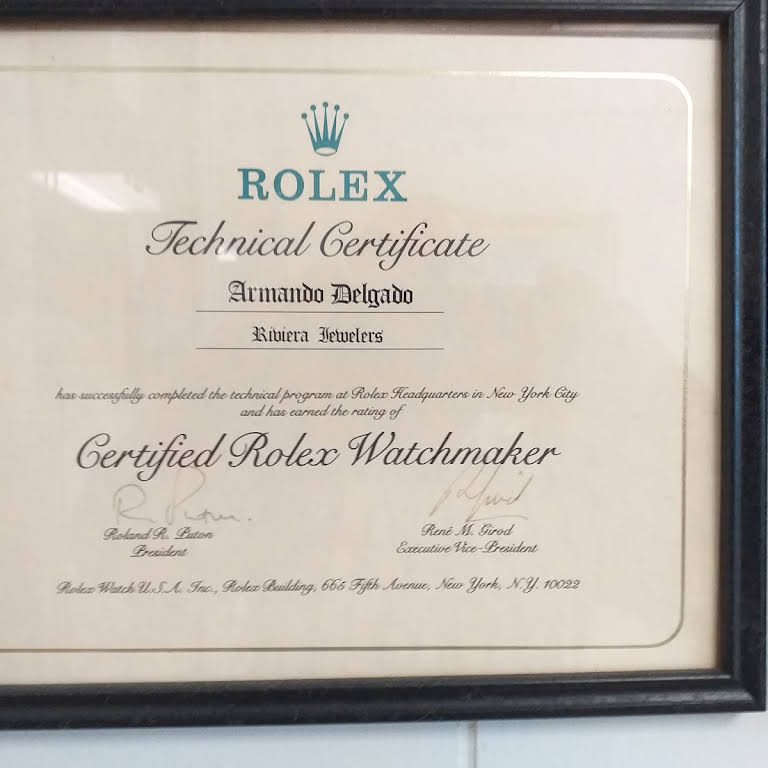 ROLEX
Technical Certificate
Armando Delgado
Riviera Jewelers
has successfully completed the technical program at Rolex Headquarters in New York City
and has earned the rating of
Certified Rolex Watchmaker
R. Puton.
Roland R. Puton
President
René M. Girod
Executive Vice-President
Rolex Watch U.S.A. Inc., Rolex Building, 665 Fifth Avenue, New York, N.Y. 10022